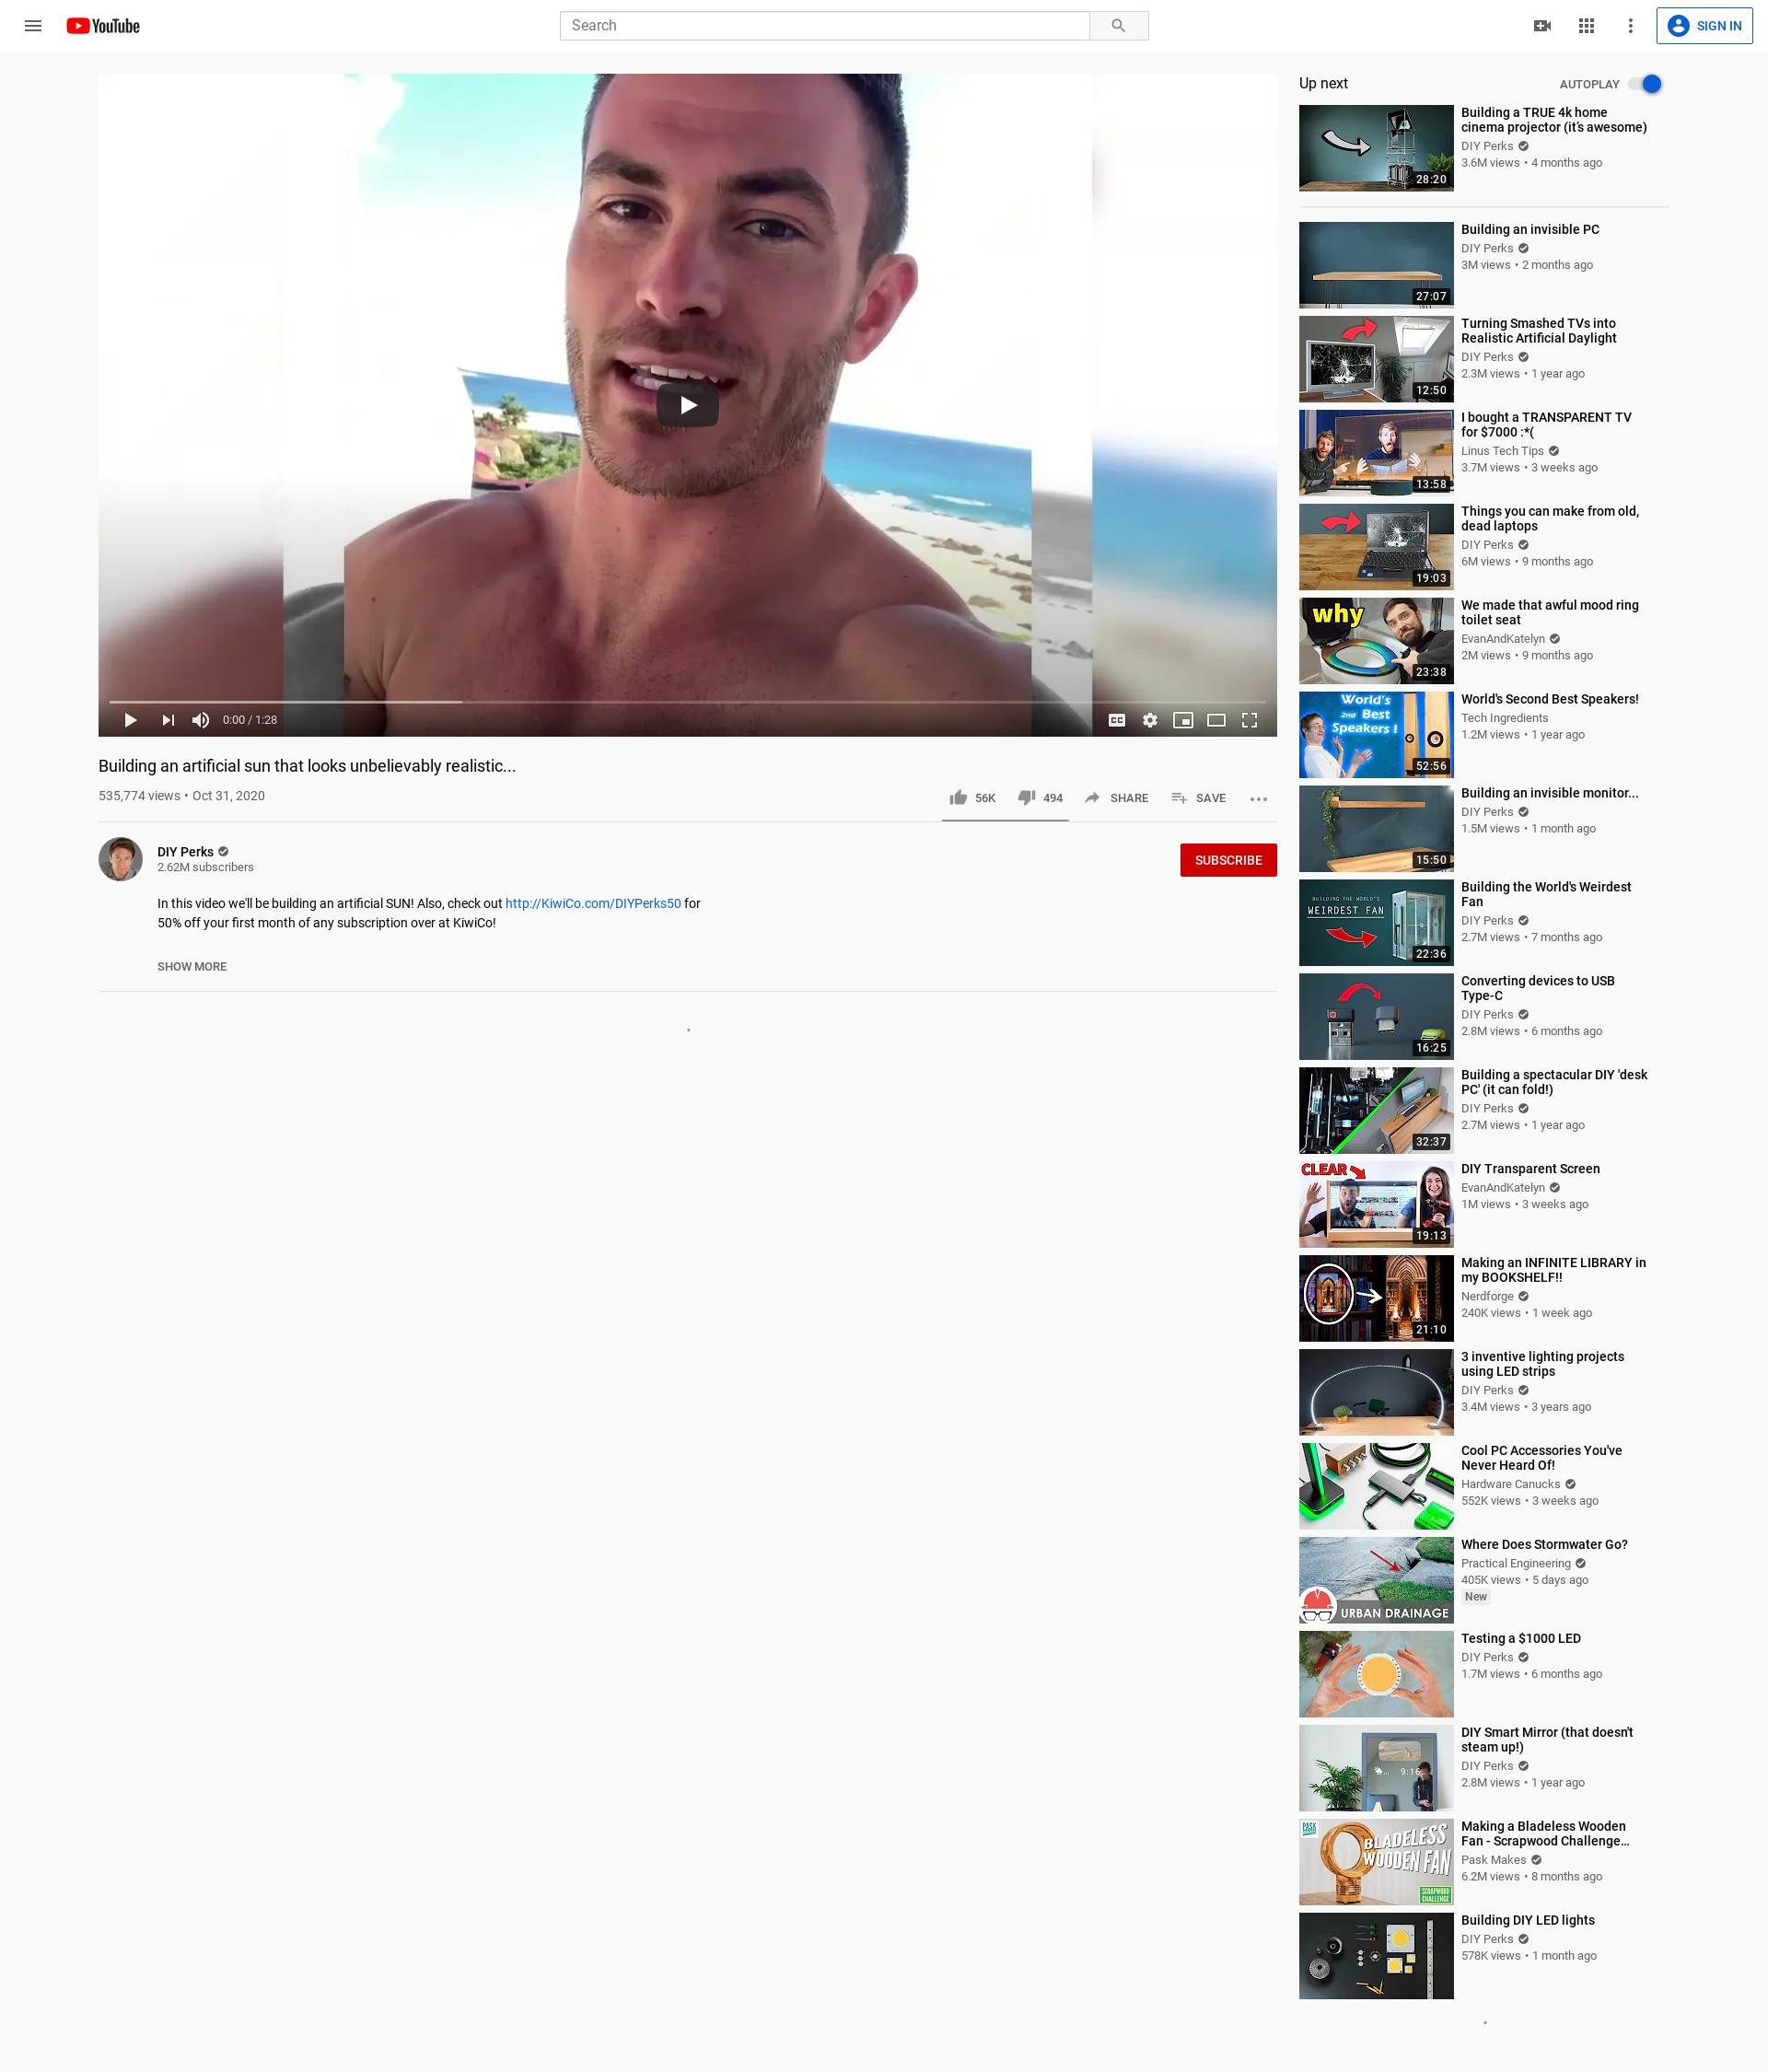 YouTube
Search
SIGN IN
0:00 / 1:28
CC
Building an artificial sun that looks unbelievably realistic...
535,774 views • Oct 31, 2020
56K
494
SHARE
SAVE
DIY Perks
2.62M subscribers
SUBSCRIBE
In this video we'll be building an artificial SUN! Also, check out http://KiwiCo.com/DIYPerks50 for
50% off your first month of any subscription over at KiwiCo!
SHOW MORE
Up next
AUTOPLAY
28:20
Building a TRUE 4k home
cinema projector (it's awesome)
DIY Perks
3.6M views • 4 months ago
27:07
Building an invisible PC
DIY Perks
3M views • 2 months ago
12:50
Turning Smashed TVs into
Realistic Artificial Daylight
DIY Perks
2.3M views • 1 year ago
13:58
I bought a TRANSPARENT TV
for $7000 :*(
Linus Tech Tips
3.7M views • 3 weeks ago
19:03
Things you can make from old,
dead laptops
DIY Perks
6M views • 9 months ago
why
23:38
We made that awful mood ring
toilet seat
EvanAndKatelyn
2M views • 9 months ago
World's
2nd Best
Speakers!
52:56
World's Second Best Speakers!
Tech Ingredients
1.2M views • 1 year ago
15:50
Building an invisible monitor...
DIY Perks
1.5M views • 1 month ago
BUILDING THE WORLD'S
WEIRDEST FAN
22:36
Building the World's Weirdest
Fan
DIY Perks
2.7M views • 7 months ago
16:25
Converting devices to USB
Type-C
DIY Perks
2.8M views • 6 months ago
32:37
Building a spectacular DIY 'desk
PC' (it can fold!)
DIY Perks
2.7M views • 1 year ago
CLEAR
19:13
DIY Transparent Screen
EvanAndKatelyn
1M views • 3 weeks ago
21:10
Making an INFINITE LIBRARY in
my BOOKSHELF!!
Nerdforge
240K views • 1 week ago
3 inventive lighting projects
using LED strips
DIY Perks
3.4M views • 3 years ago
Cool PC Accessories You've
Never Heard Of!
Hardware Canucks
552K views • 3 weeks ago
URBAN DRAINAGE
Where Does Stormwater Go?
Practical Engineering
405K views • 5 days ago
New
Testing a $1000 LED
DIY Perks
1.7M views • 6 months ago
9:16
DIY Smart Mirror (that doesn't
steam up!)
DIY Perks
2.8M views • 1 year ago
PASK
BLADELESS
WOODEN FAN
SCRAPWOOD
CHALLENGE
Making a Bladeless Wooden
Fan - Scrapwood Challenge...
Pask Makes
6.2M views • 8 months ago
Building DIY LED lights
DIY Perks
578K views • 1 month ago